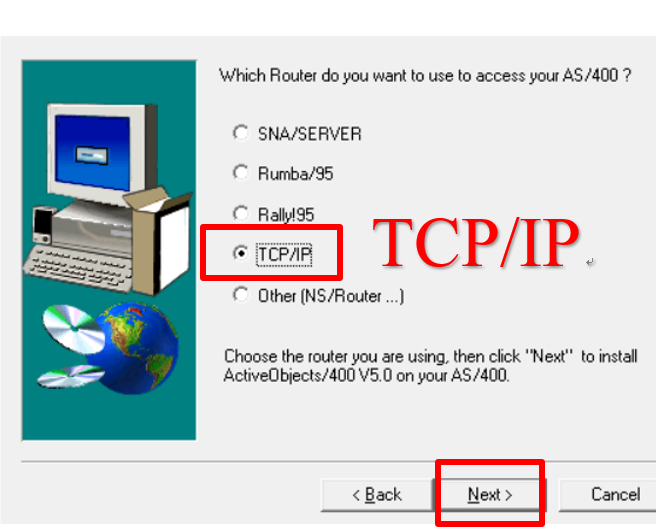 Which Router do you want to use to access your AS/400 ?
SNA/SERVER
Rumba/95
Rally!95
TCP/IP
TCP/IP
Other (NS/Router ...)
Choose the router you are using, then click "Next" to install
ActiveObjects/400 V5.0 on your AS/400.
< Back
Next >
Cancel